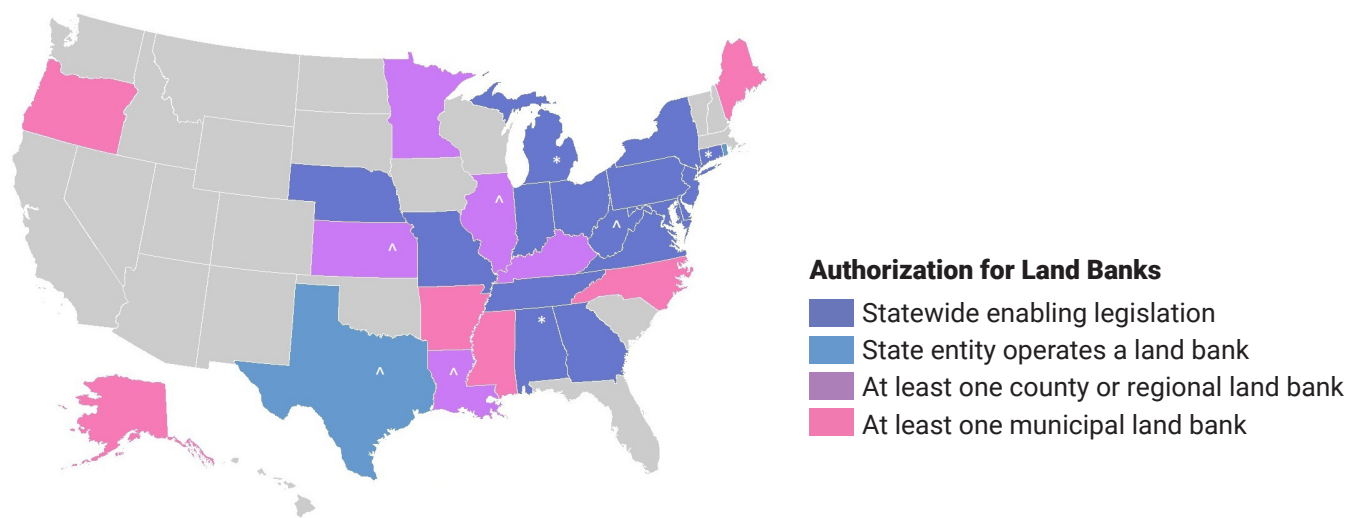 *
*
^
^
^
*
^
^
Authorization for Land Banks
Statewide enabling legislation
State entity operates a land bank
At least one county or regional land bank
At least one municipal land bank